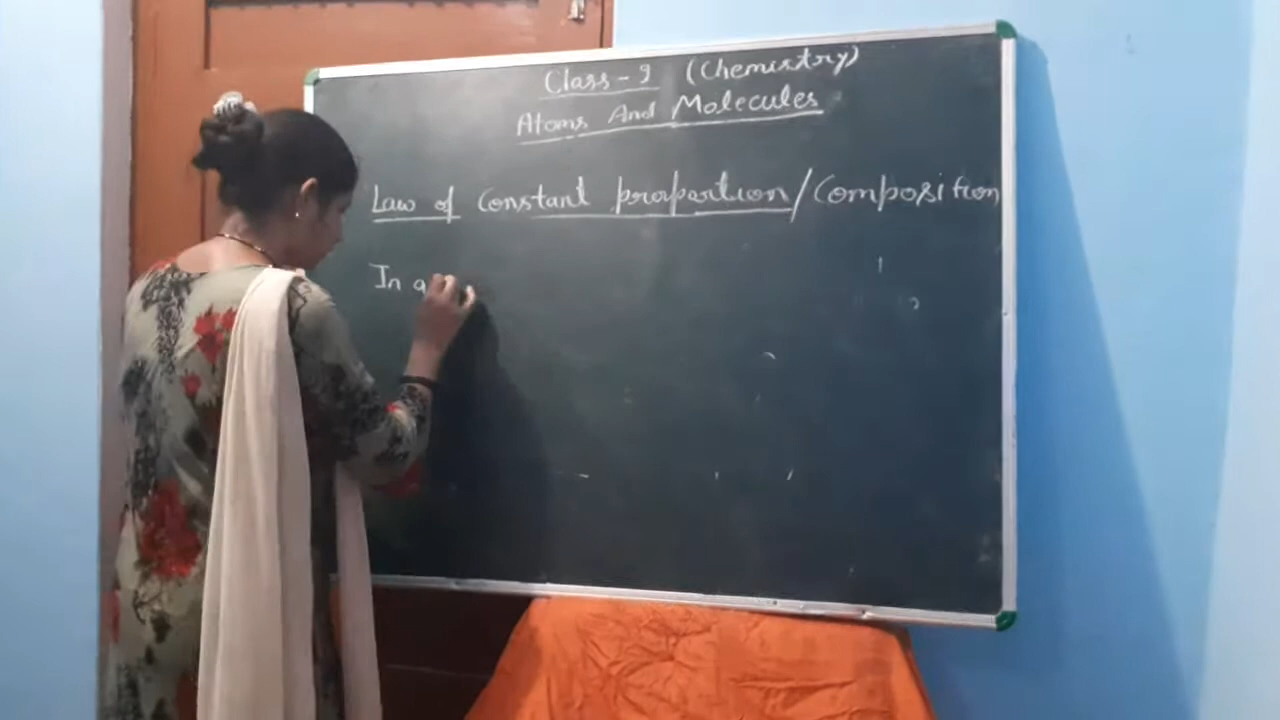 Class - 9 (Chemistry)
Atoms And Molecules
Law of Constant proportion/Composition
In a